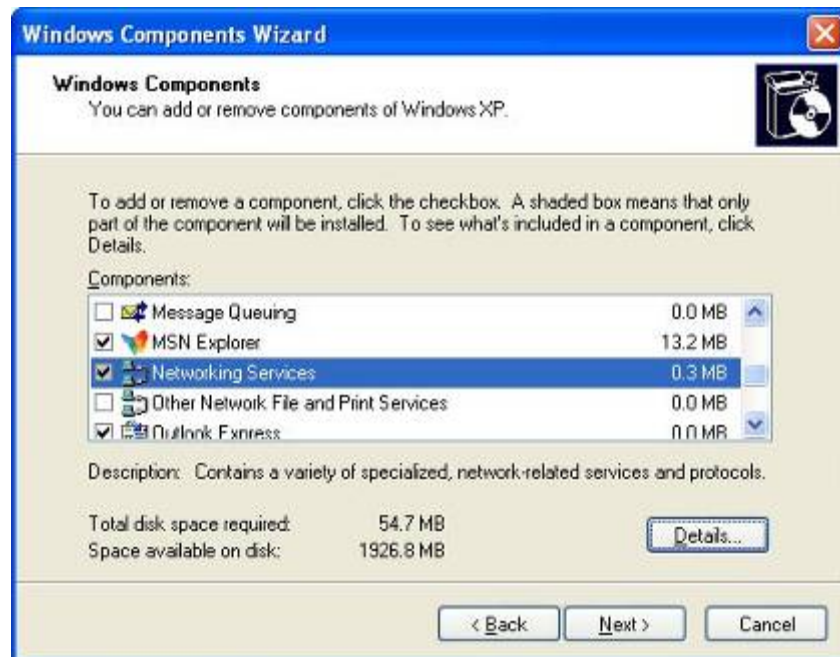 Windows Components Wizard
Windows Components
You can add or remove components of Windows XP.
To add or remove a component, click the checkbox. A shaded box means that only
part of the component will be installed. To see what's included in a component, click
Details.
Components:
Message Queuing 0.0 MB
MSN Explorer 13.2 MB
Networking Services 0.3 MB
Other Network File and Print Services 0.0 MB
Outlook Express 0.0 MB
Description: Contains a variety of specialized, network-related services and protocols.
Total disk space required: 54.7 MB
Space available on disk: 1926.8 MB
Details...
< Back Next > Cancel